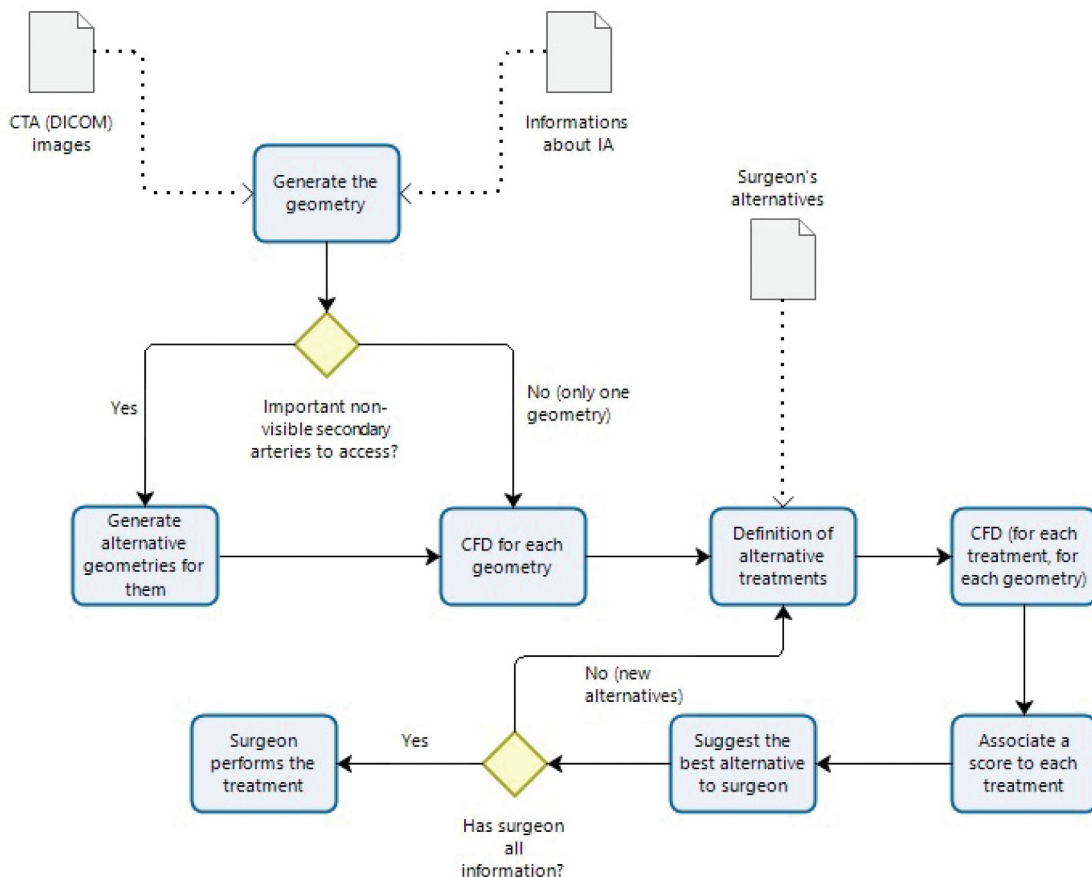 CTA (DICOM)
images
Informations
about IA
Generate the
geometry
Surgeon's
alternatives
Yes
No (only one
geometry)
Important non-
visible secondary
arteries to access?
Generate
alternative
geometries for
them
CFD for each
geometry
Definition of
alternative
treatments
CFD (for each
treatment, for
each geometry)
No (new
alternatives)
Surgeon
performs the
treatment
Yes
Suggest the
best alternative
to surgeon
Associate a
score to each
treatment
Has surgeon
all
information?